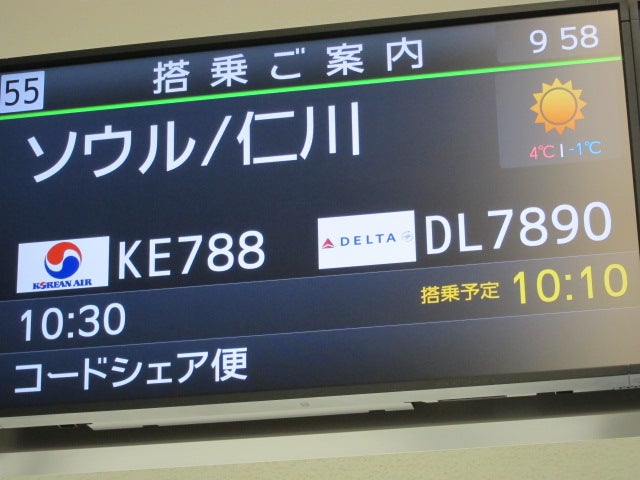 55 搭乗ご案内 9 58
ソウル/仁川
4℃ | -1℃
KOREAN AIR KE788 DELTA DL7890
10:30 搭乗予定 10:10
コードシェア便